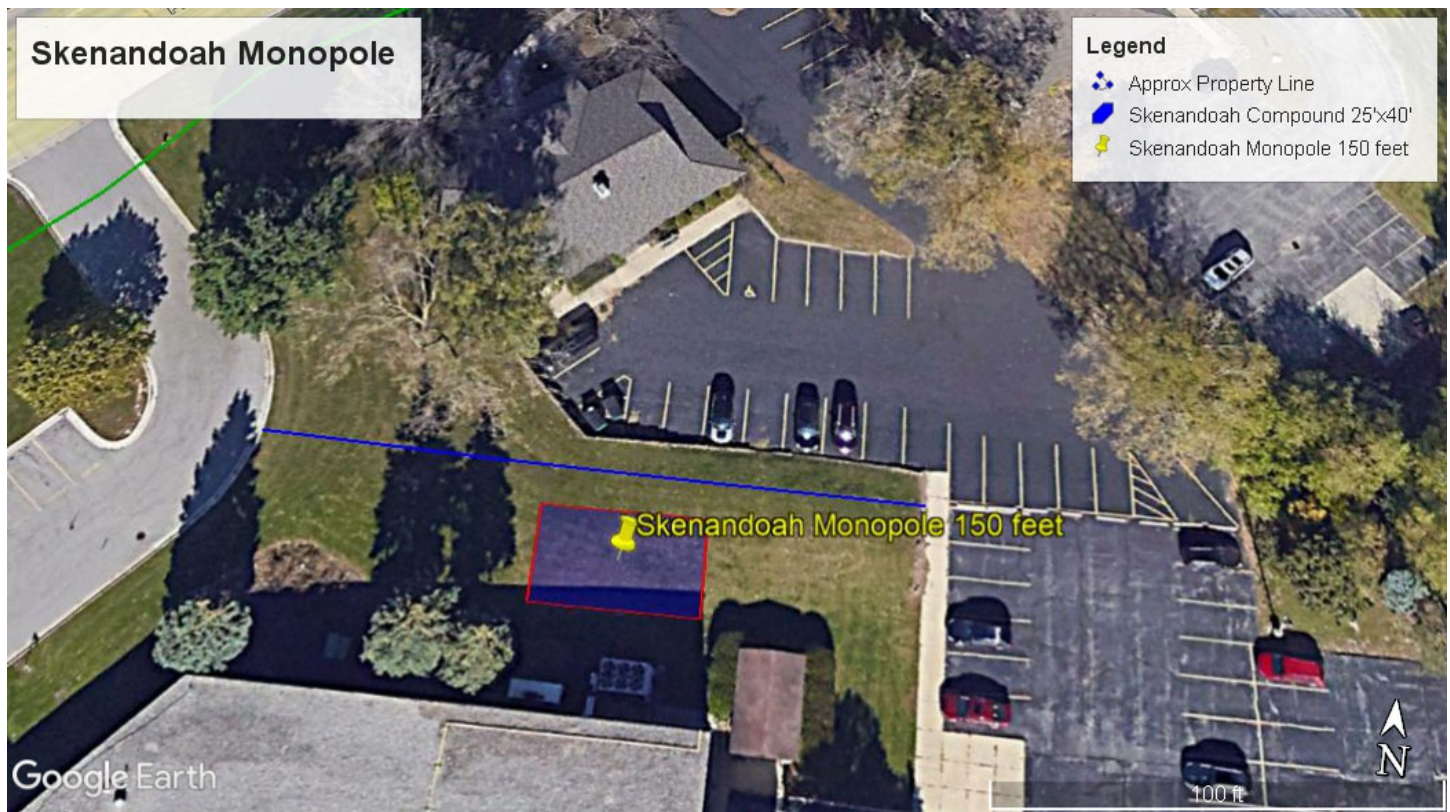 Skenandoah Monopole
Legend
Approx Property Line
Skenandoah Compound 25'x40'
Skenandoah Monopole 150 feet
Skenandoah Monopole 150 feet
Google Earth
N
100 ft